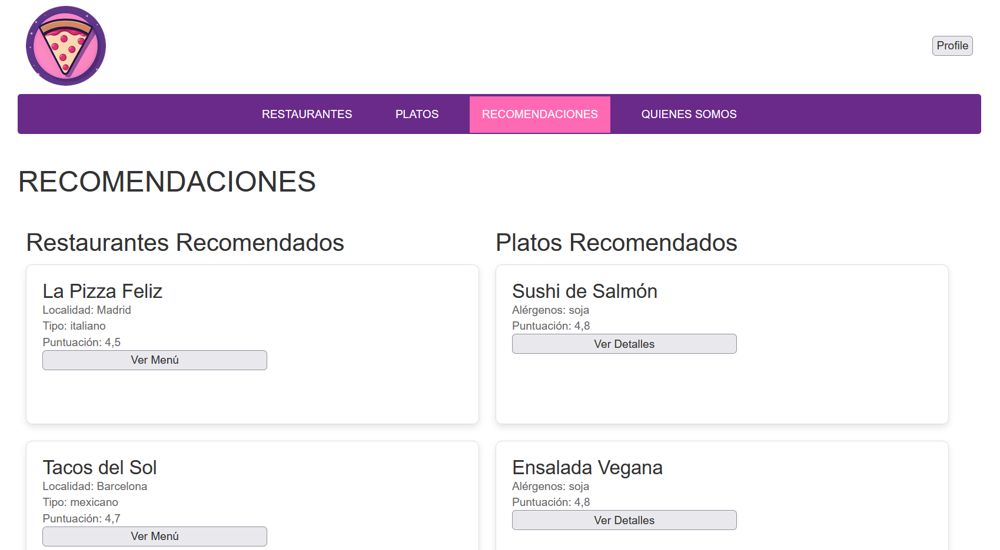 Profile
RESTAURANTES
PLATOS
RECOMENDACIONES
QUIENES SOMOS
RECOMENDACIONES
Restaurantes Recomendados
La Pizza Feliz
Localidad: Madrid
Tipo: italiano
Puntuación: 4,5
Ver Menú
Tacos del Sol
Localidad: Barcelona
Tipo: mexicano
Puntuación: 4,7
Ver Menú
Platos Recomendados
Sushi de Salmón
Alérgenos: soja
Puntuación: 4,8
Ver Detalles
Ensalada Vegana
Alérgenos: soja
Puntuación: 4,8
Ver Detalles